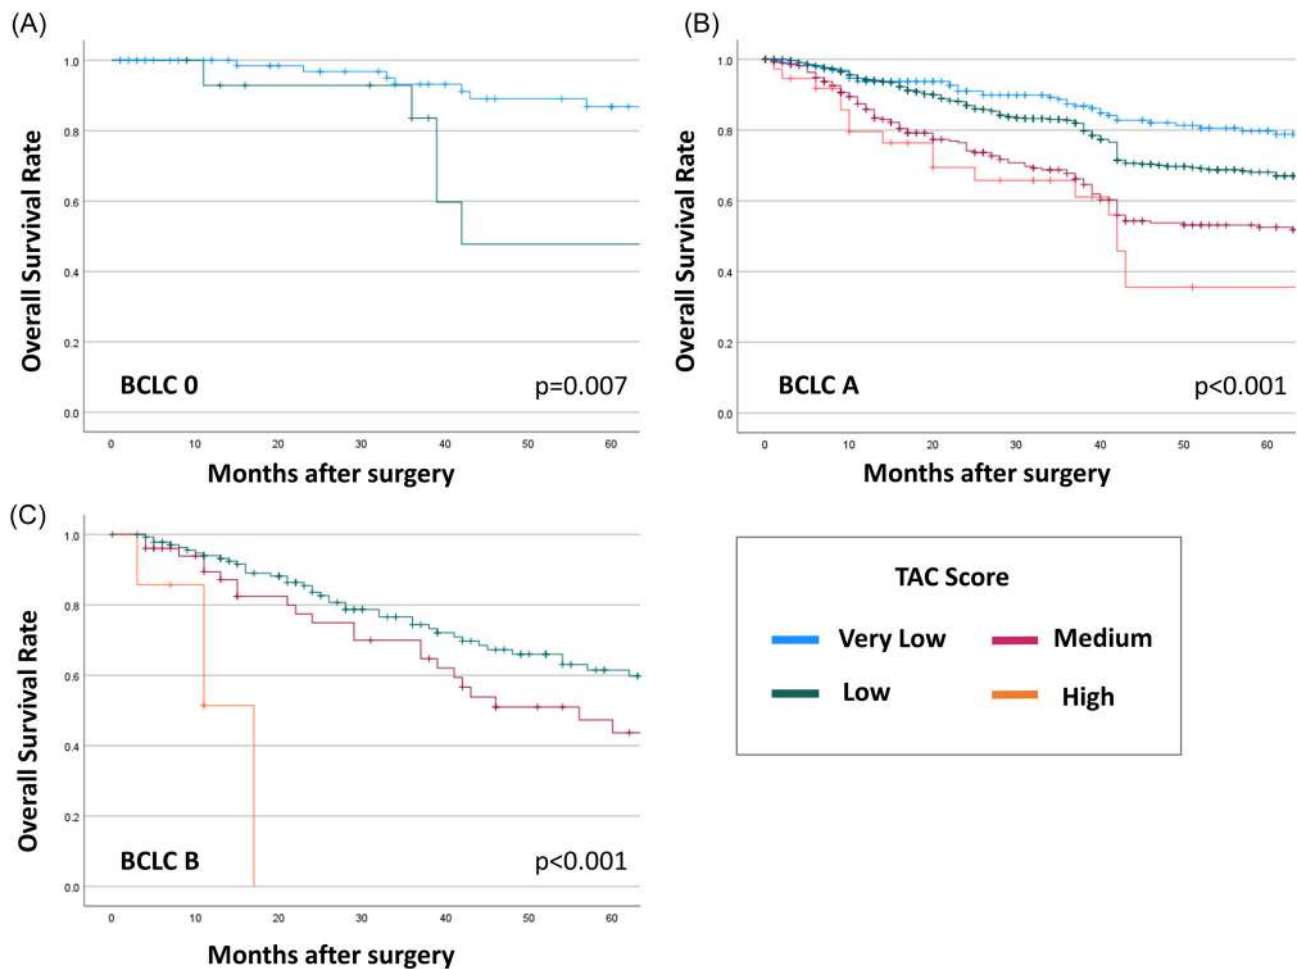 (A)
Overall Survival Rate
1.0
0.8
0.6
0.4
0.2
0.0
BCLC 0
p=0.007
0 10 20 30 40 50 60
Months after surgery
(B)
Overall Survival Rate
1.0
0.8
0.6
0.4
0.2
0.0
BCLC A
p<0.001
0 10 20 30 40 50 60
Months after surgery
(C)
Overall Survival Rate
1.0
0.8
0.6
0.4
0.2
0.0
BCLC B
p<0.001
0 10 20 30 40 50 60
Months after surgery
TAC Score
Very Low
Medium
Low
High